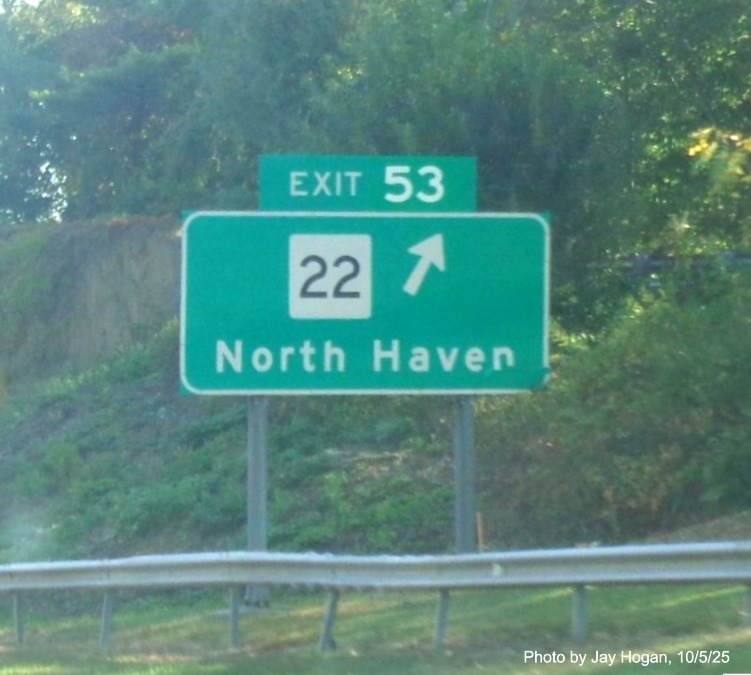 EXIT 53
22
North Haven
Photo by Jay Hogan, 10/5/25